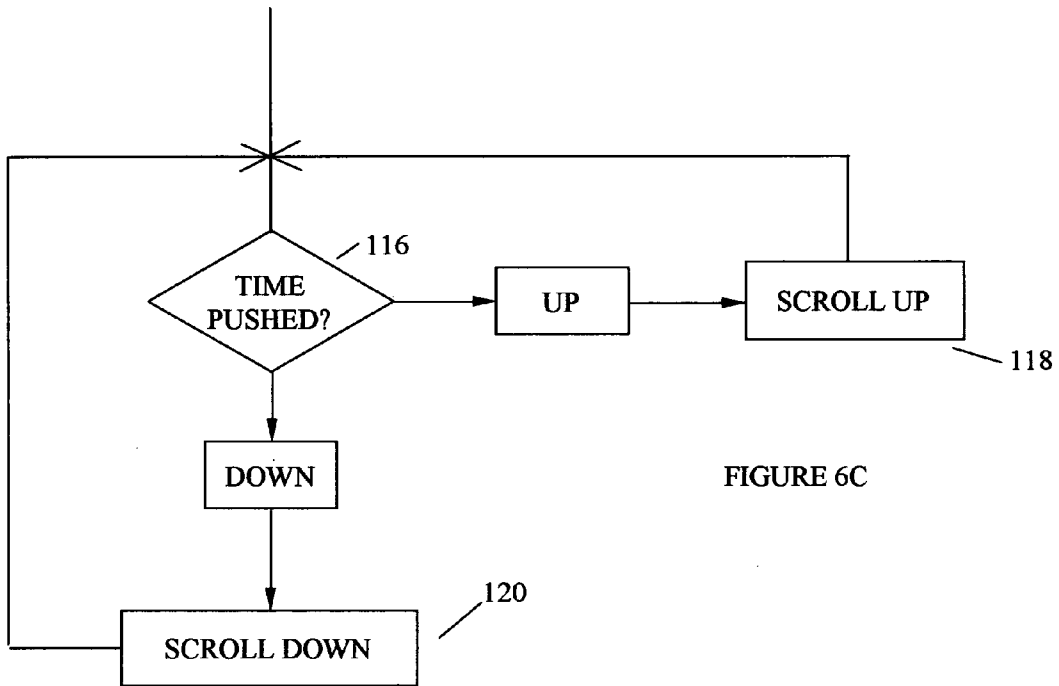 116
TIME
PUSHED?
UP
SCROLL UP
118
DOWN
FIGURE 6C
120
SCROLL DOWN